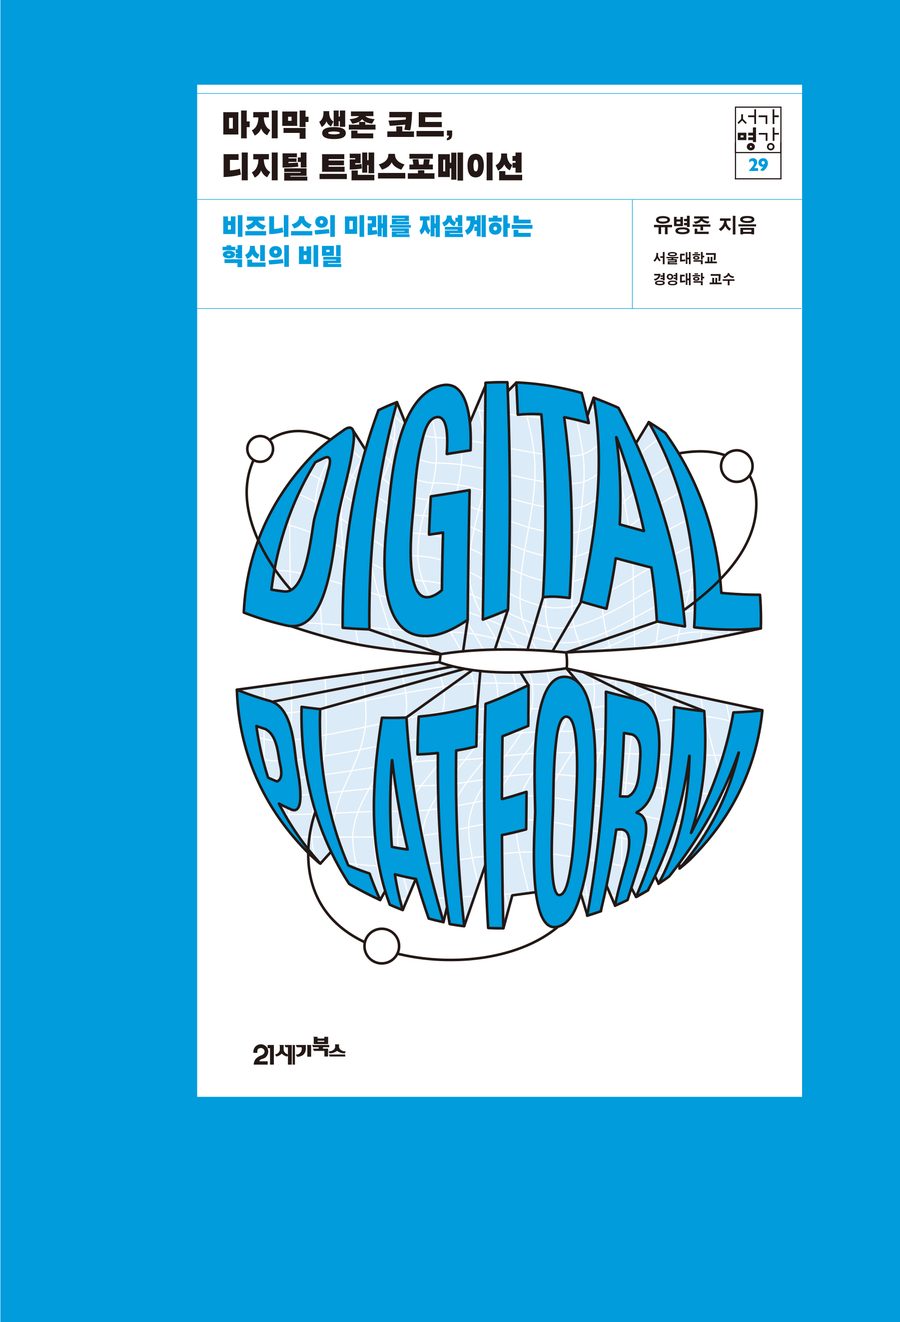 마지막 생존 코드,
디지털 트랜스포메이션
서가
명강
29
비즈니스의 미래를 재설계하는
혁신의 비밀
유병준 지음
서울대학교
경영대학 교수
DIGITAL
PLATFORM
21세기북스